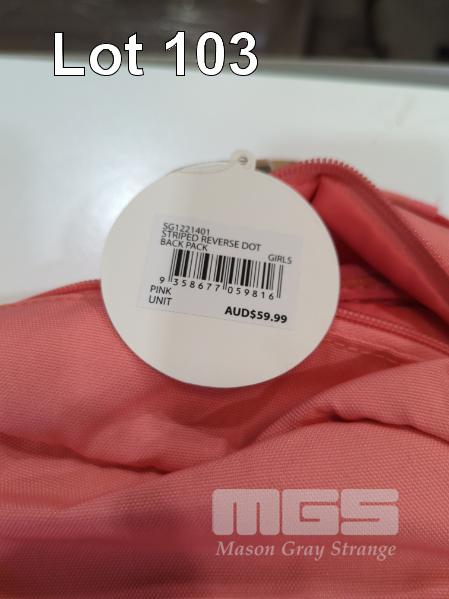 Lot 103
SG1221401
STRIPED REVERSE DOT
BACK PACK
GIRLS
9 358677 059816
PINK
UNIT
AUD$59.99
MGS
Mason Gray Strange